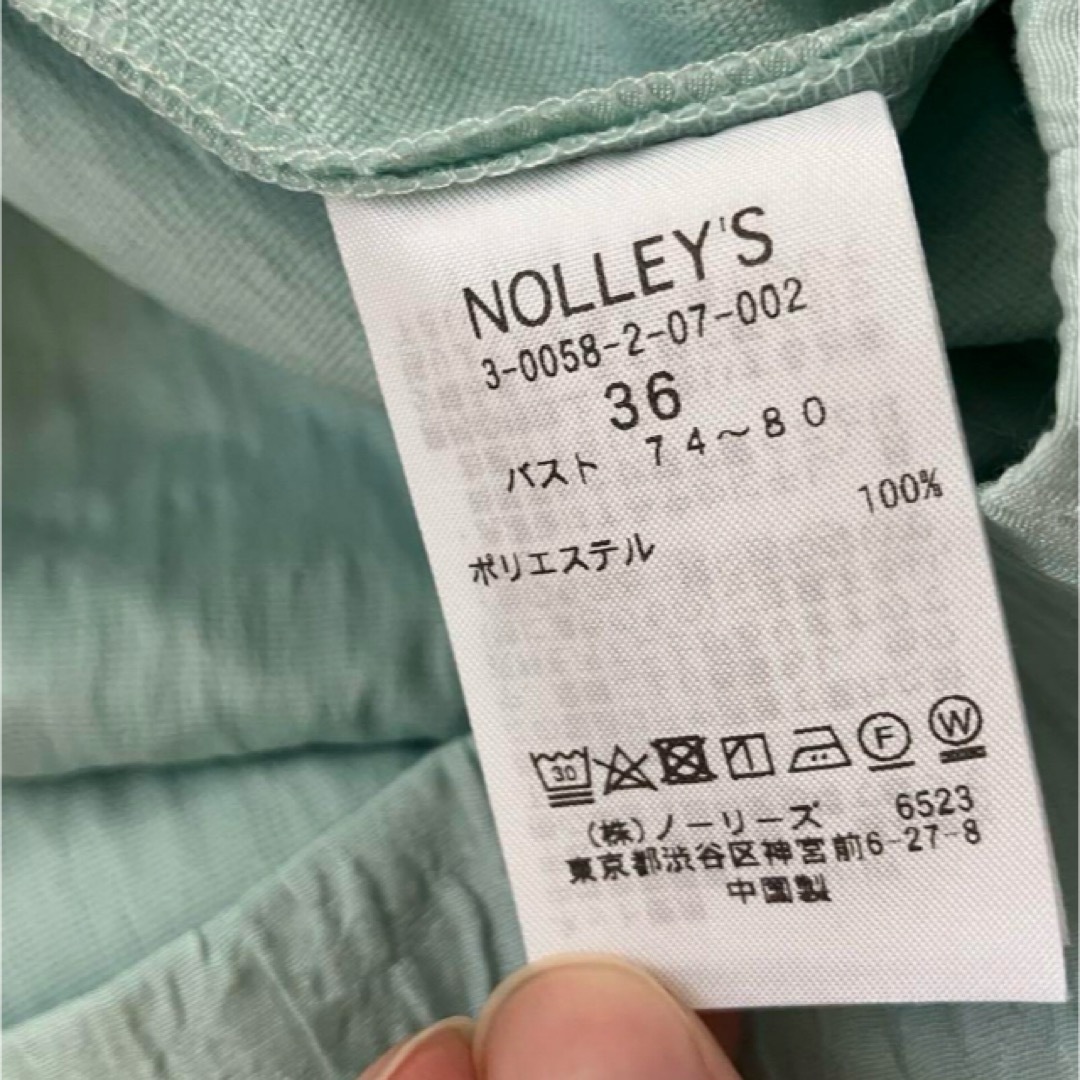 NOLLEY'S
3-0058-2-07-002
36
バスト 74～80
ポリエステル 100%
30 F W
(株)ノーリーズ 6523
東京都渋谷区神宮前6-27-8
中国製